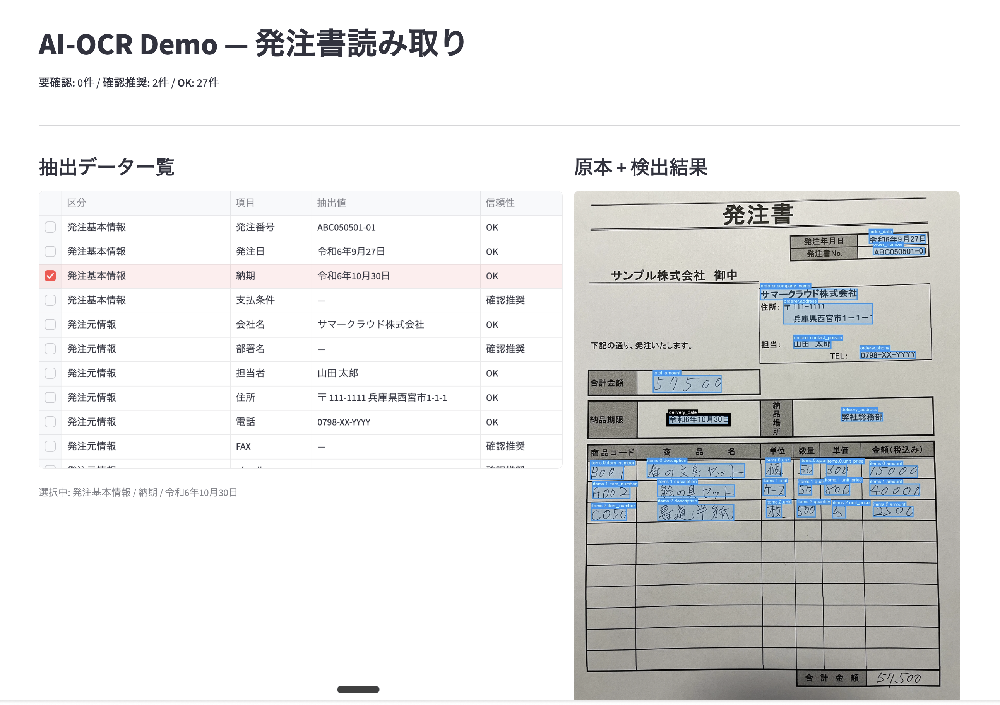 AI-OCR Demo — 発注書読み取り
要確認: 0件 / 確認推奨: 2件 / OK: 27件
抽出データ一覧
区分 項目 抽出値 信頼性
発注基本情報 発注番号 ABC050501-01 OK
発注基本情報 発注日 令和6年9月27日 OK
発注基本情報 納期 令和6年10月30日 OK
発注基本情報 支払条件 — 確認推奨
発注元情報 会社名 サマークラウド株式会社 OK
発注元情報 部署名 — 確認推奨
発注元情報 担当者 山田 太郎 OK
発注元情報 住所 〒 111-1111 兵庫県西宮市1-1-1 OK
発注元情報 電話 0798-XX-YYYY OK
発注元情報 FAX — 確認推奨
選択中: 発注基本情報 / 納期 / 令和6年10月30日
原本 + 検出結果
発注書
order_date
発注年月日 令和6年9月27日
order_number
発注書No. ABC050501-01
サンプル株式会社 御中
orderer.company_name
サマークラウド株式会社
orderer.address
住所: 〒111-1111
兵庫県西宮市1-1-1
orderer.contact_person
下記の通り、発注いたします。 担当: 山田 太郎
orderer.phone
TEL: 0798-XX-YYYY
total_amount
合計金額 57500
delivery_date delivery_address
納品期限 令和6年10月30日 納品場所 弊社総務部
商品コード 商品名 単位 数量 単価 金額(税込み)
items.0.item_number items.0.description items.0.unit items.0.quar items.0.unit_price items.0.amount
B001 春の文具セット 個 50 300 15000
items.1.item_number items.1.description items.1.unit items.1.quar items.1.unit_price items.1.amount
A002 絵の具セット ケース 50 800 40000
items.2.item_number items.2.description items.2.unit items.2.quantity items.2.unit_price items.2.amount
C050 書道半紙 枚 500 5 2500
合計金額 57500